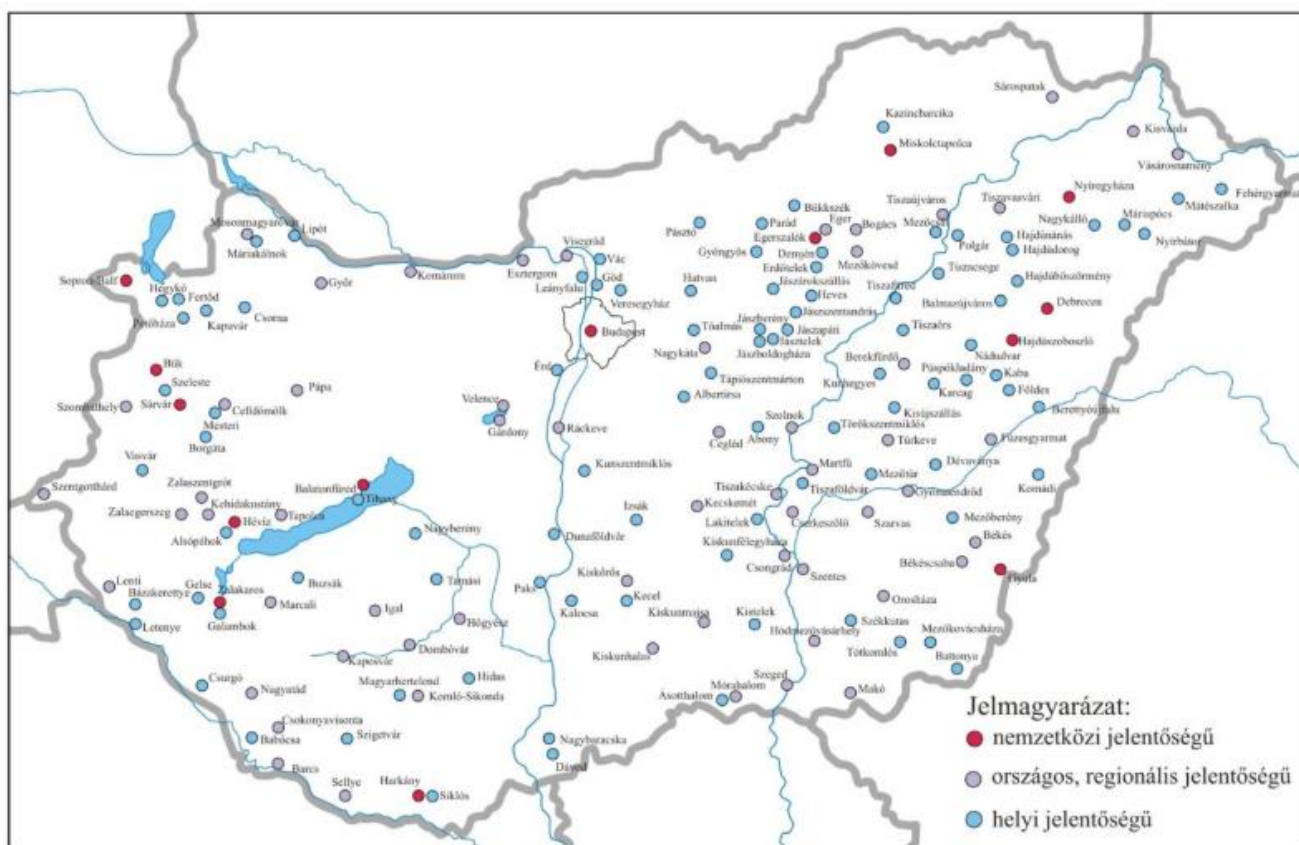 Sárospatak
Kazincbarcika
Kisvárda
Miskolctapolca
Vásárosnamény
Nyíregyháza
Fehérgyarmat
Tiszavasvári
Tiszaújváros
Mátészalka
Bükkszék
Eger
Bogács
Mezőcsát
Nagykálló
Máriapócs
Mosonmagyaróvár
Lipót
Pásztó
Parád
Egerszalók
Polgár
Hajdúnánás
Nyírbátor
Máriakálnok
Visegrád
Vác
Gyöngyös
Demjén
Mezőkövesd
Hajdúdorog
Esztergom
Erdőtelek
Komárom
Leányfalu
Göd
Sopron-Balf
Győr
Veresegyház
Hatvan
Jászárokszállás
Tiszacsege
Hajdúböszörmény
Hegykő
Fertőd
Heves
Tiszafüred
Balmazújváros
Debrecen
Petőháza
Kapuvár
Csorna
Jászszentandrás
Budapest
Tóalmás
Jászberény
Jászapáti
Tiszaörs
Hajdúszoboszló
Nagykáta
Jásztelek
Jászboldogháza
Nádudvar
Bük
Érd
Berekfürdő
Püspökladány
Kaba
Szeleste
Pápa
Tápiószentmárton
Kunhegyes
Karcag
Földes
Szombathely
Sárvár
Celldömölk
Velence
Albertirsa
Mesteri
Gárdony
Ráckeve
Cegléd
Abony
Szolnok
Kisújszállás
Berettyóújfalu
Borgáta
Törökszentmiklós
Túrkeve
Füzesgyarmat
Vasvár
Kunszentmiklós
Martfű
Mezőtúr
Dévaványa
Komádi
Szentgotthárd
Zalaszentgrót
Balatonfüred
Tiszakécske
Tiszaföldvár
Gyomaendrőd
Kehidakustány
Tihany
Kecskemét
Zalaegerszeg
Hévíz
Tapolca
Izsák
Lakitelek
Cserkeszőlő
Szarvas
Mezőberény
Alsópáhok
Nagyberény
Dunaföldvár
Kiskunfélegyháza
Békés
Csongrád
Békéscsaba
Lenti
Gelse
Zalakaros
Buzsák
Tamási
Paks
Kiskőrös
Szentes
Gyula
Bázakerettye
Marcali
Igal
Kalocsa
Kecel
Orosháza
Letenye
Galambok
Hőgyész
Kiskunmajsa
Kistelek
Székkutas
Hódmezővásárhely
Mezőkovácsháza
Kaposvár
Dombóvár
Kiskunhalas
Tótkomlós
Battonya
Csurgó
Nagyatád
Magyarhertelend
Hidas
Komló-Sikonda
Ásotthalom
Mórahalom
Szeged
Makó
Csokonyavisonta
Babócsa
Szigetvár
Nagybaracska
Dávod
Barcs
Sellye
Harkány
Siklós
Jelmagyarázat:
nemzetközi jelentőségű
országos, regionális jelentőségű
helyi jelentőségű